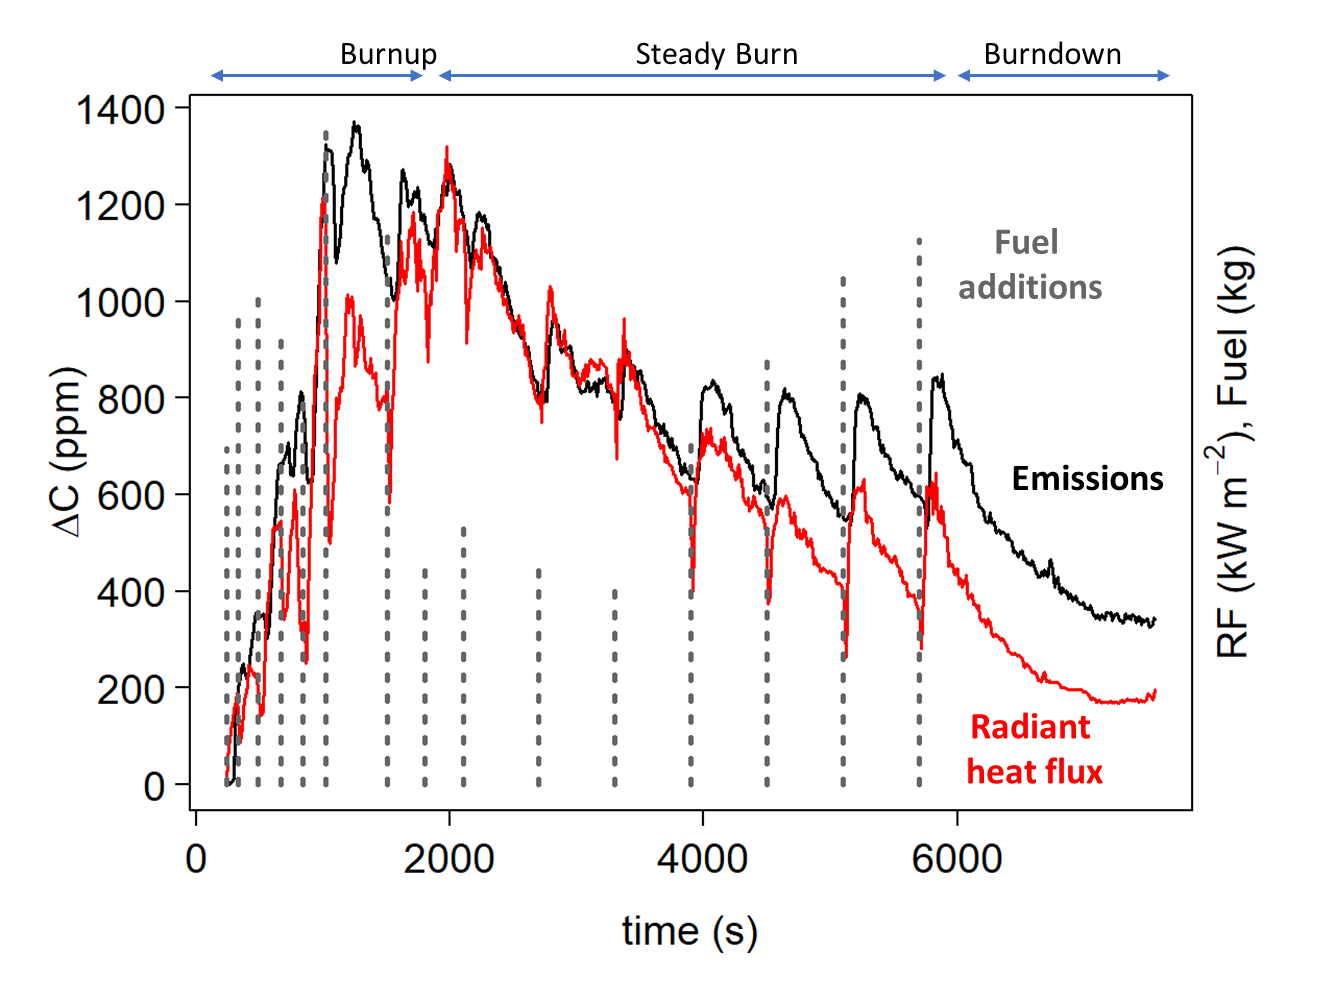 Burnup
Steady Burn
Burndown
1400
1200
1000
800
600
400
200
0
ΔC (ppm)
Fuel
additions
Emissions
Radiant
heat flux
RF (kW m⁻²), Fuel (kg)
0
2000
4000
6000
time (s)